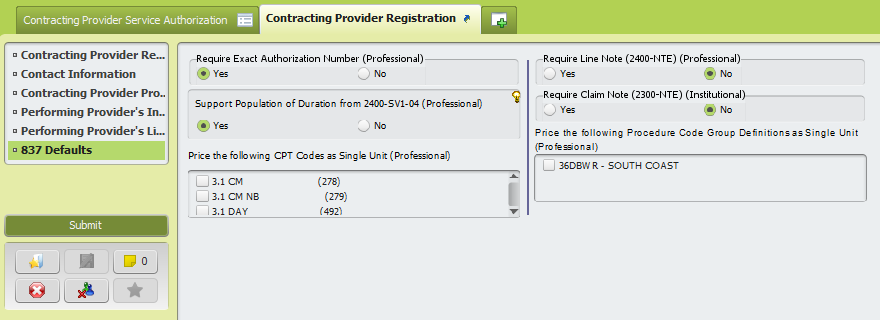 Contracting Provider Service Authorization
Contracting Provider Registration
Contracting Provider Re...
Contact Information
Contracting Provider Pro...
Performing Provider's In...
Performing Provider's Li...
837 Defaults
Submit
0
Require Exact Authorization Number (Professional)
Yes No
Support Population of Duration from 2400-SV1-04 (Professional)
Yes No
Price the following CPT Codes as Single Unit (Professional)
3.1 CM (278)
3.1 CM NB (279)
3.1 DAY (492)
Require Line Note (2400-NTE) (Professional)
Yes No
Require Claim Note (2300-NTE) (Institutional)
Yes No
Price the following Procedure Code Group Definitions as Single Unit
(Professional)
36DBWR - SOUTH COAST